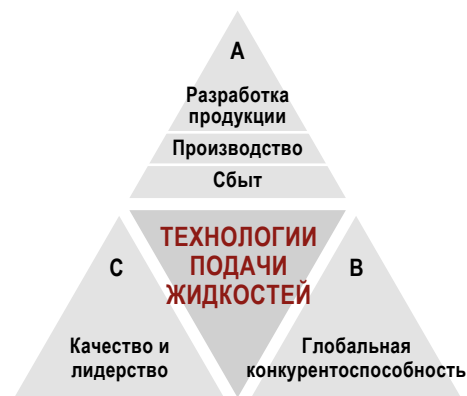 А
Разработка
продукции
Производство
Сбыт
ТЕХНОЛОГИИ
ПОДАЧИ
ЖИДКОСТЕЙ
С
В
Качество и
лидерство
Глобальная
конкурентоспособность